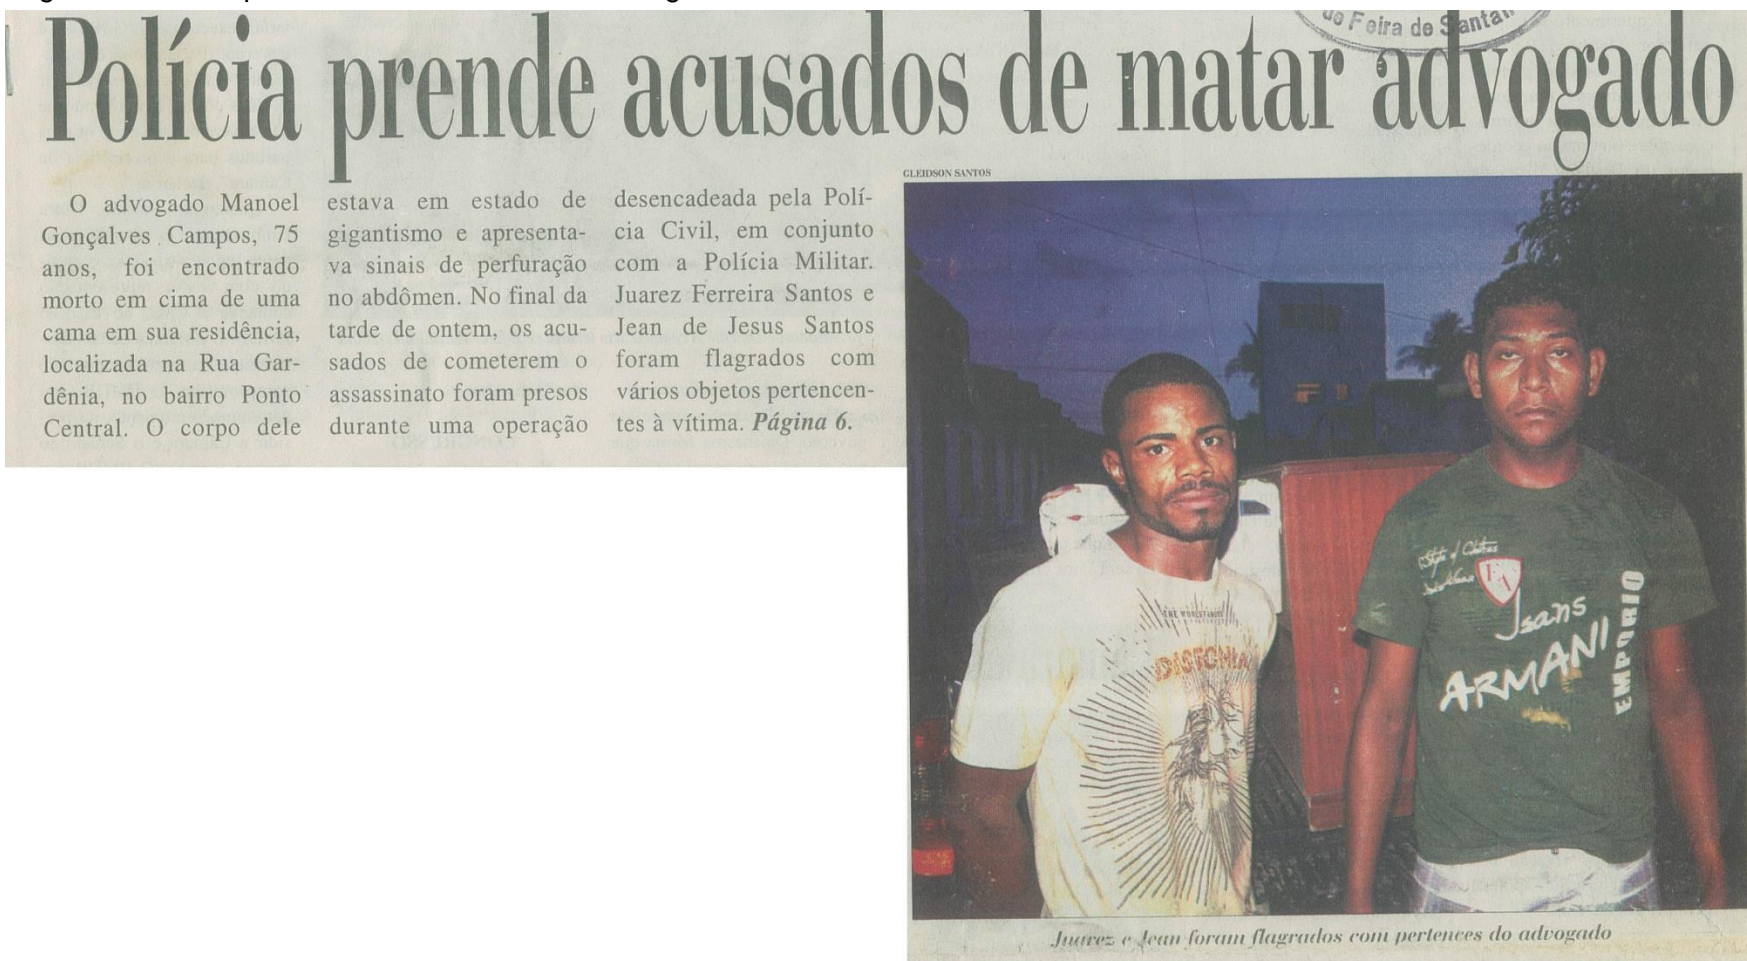 de Feira de Santan
Polícia prende acusados de matar advogado
O advogado Manoel
Gonçalves Campos, 75
anos, foi encontrado
morto em cima de uma
cama em sua residência,
localizada na Rua Gar-
dênia, no bairro Ponto
Central. O corpo dele
estava em estado de
gigantismo e apresenta-
va sinais de perfuração
no abdômen. No final da
tarde de ontem, os acu-
sados de cometerem o
assassinato foram presos
durante uma operação
desencadeada pela Polí-
cia Civil, em conjunto
com a Polícia Militar.
Juarez Ferreira Santos e
Jean de Jesus Santos
foram flagrados com
vários objetos pertencen-
tes à vítima. Página 6.
GLEIDSON SANTOS
DISTONIA
Style of
Jeans
ARMANI
EMPORIO
Juarez e Jean foram flagrados com pertences do advogado